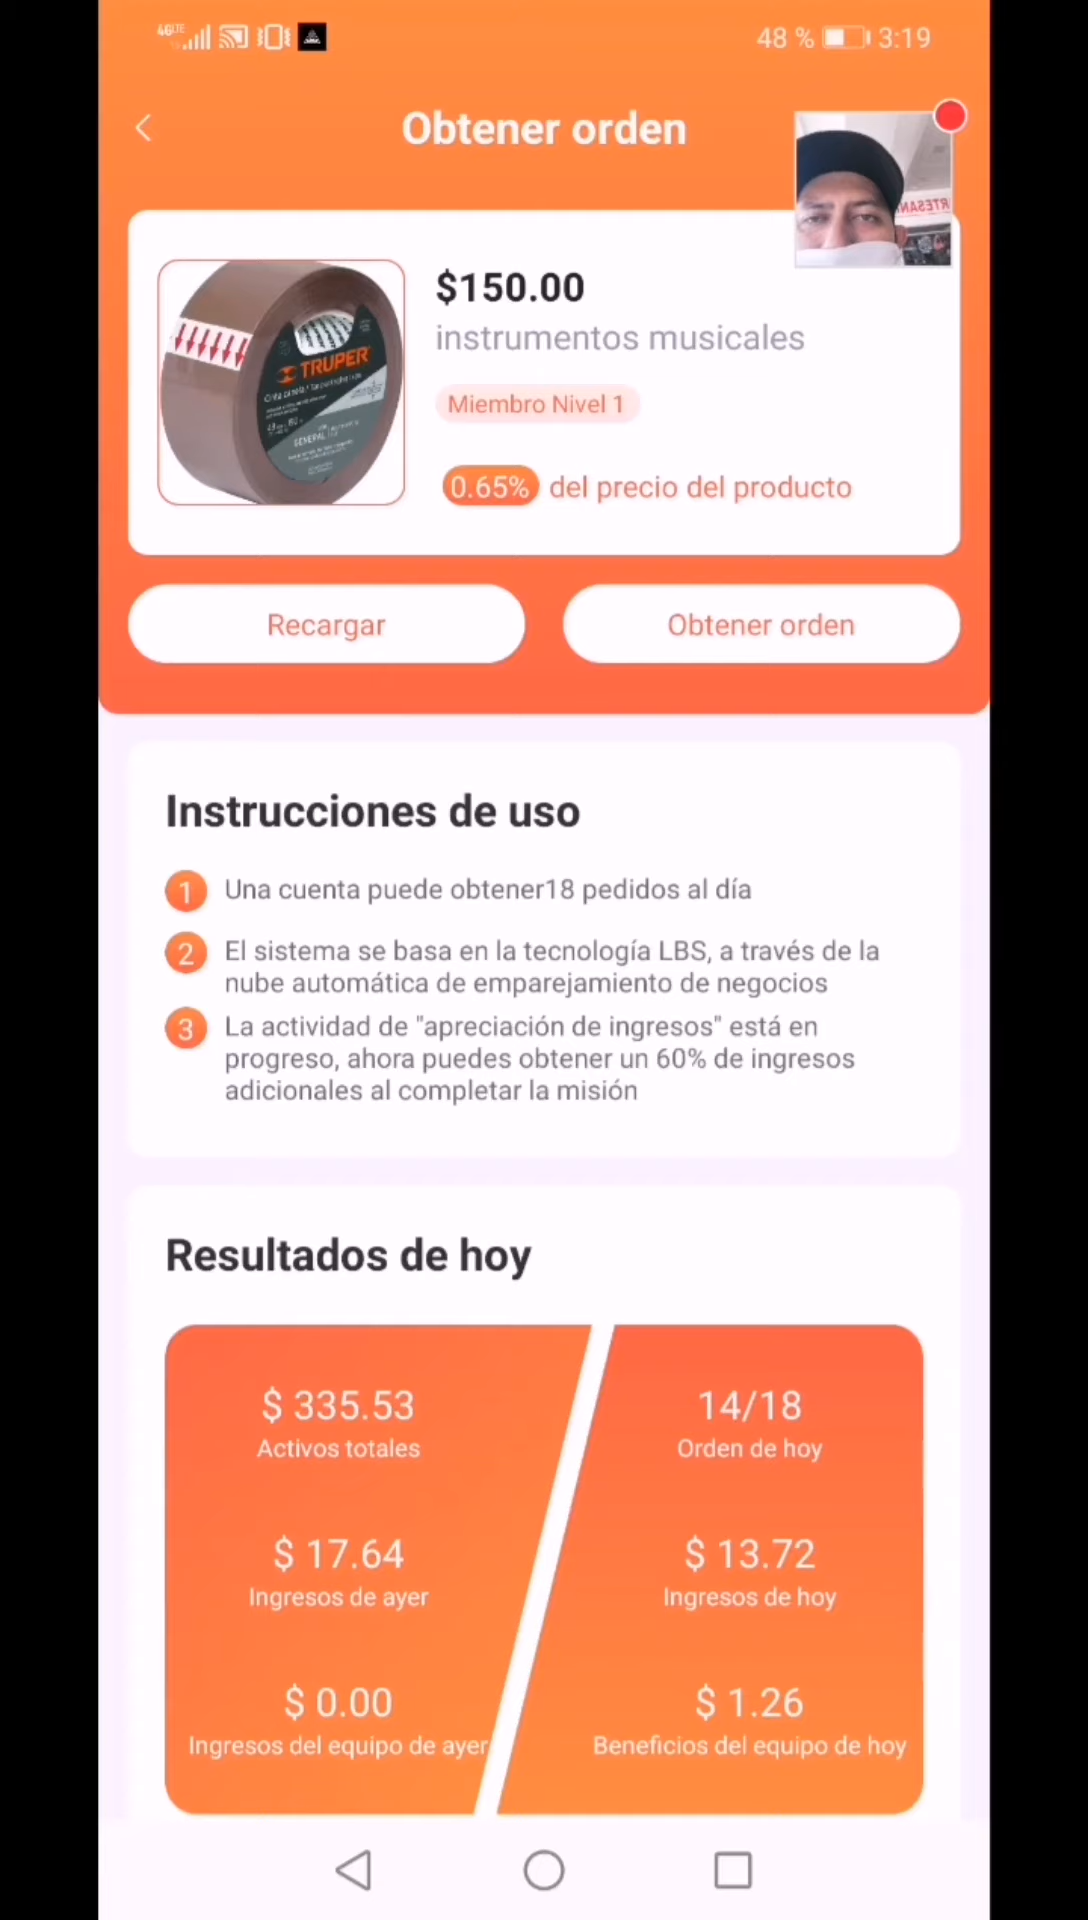 4G LTE
48 % 3:19
Obtener orden
$150.00
instrumentos musicales
Miembro Nivel 1
0.65% del precio del producto
TRUPER
GENERAL
Recargar
Obtener orden
Instrucciones de uso
1 Una cuenta puede obtener18 pedidos al día
2 El sistema se basa en la tecnología LBS, a través de la
nube automática de emparejamiento de negocios
3 La actividad de "apreciación de ingresos" está en
progreso, ahora puedes obtener un 60% de ingresos
adicionales al completar la misión
Resultados de hoy
$ 335.53
Activos totales
14/18
Orden de hoy
$ 17.64
Ingresos de ayer
$ 13.72
Ingresos de hoy
$ 0.00
Ingresos del equipo de ayer
$ 1.26
Beneficios del equipo de hoy